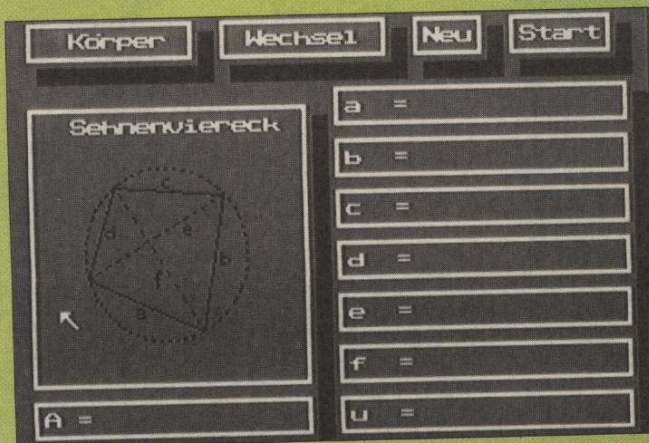 Körper Wechsel Neu Start
Sehnenviereck
c
d e
b
f
a
A =
a =
b =
c =
d =
e =
f =
u =